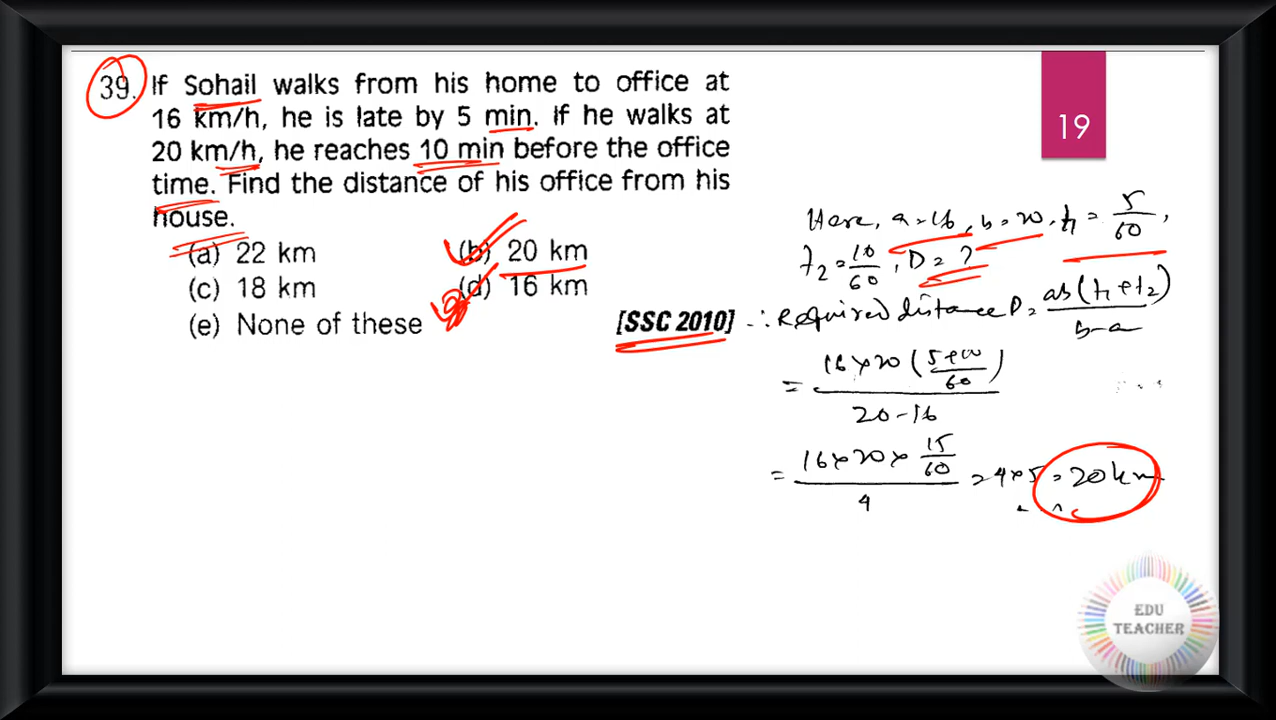 39. If Sohail walks from his home to office at
16 km/h, he is late by 5 min. If he walks at
20 km/h, he reaches 10 min before the office
time. Find the distance of his office from his
house.
(a) 22 km (b) 20 km
(c) 18 km (d) 16 km
(e) None of these
[SSC 2010]
19
Here, a = 16, b = 20, t1 = 5/60,
t2 = 10/60, D = ?
∴ Required distance D = ab(t1+t2)/b-a
= 16×20(5+10/60)/20-16
= 16×20×15/60/4 = 4×5 = 20km
EDU
TEACHER